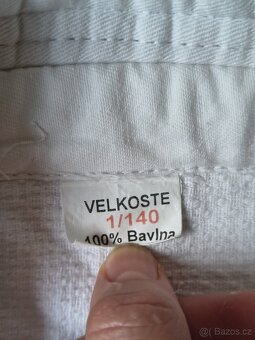 VELKOSTE
1/140
100% Bavlna
Bazos.cz